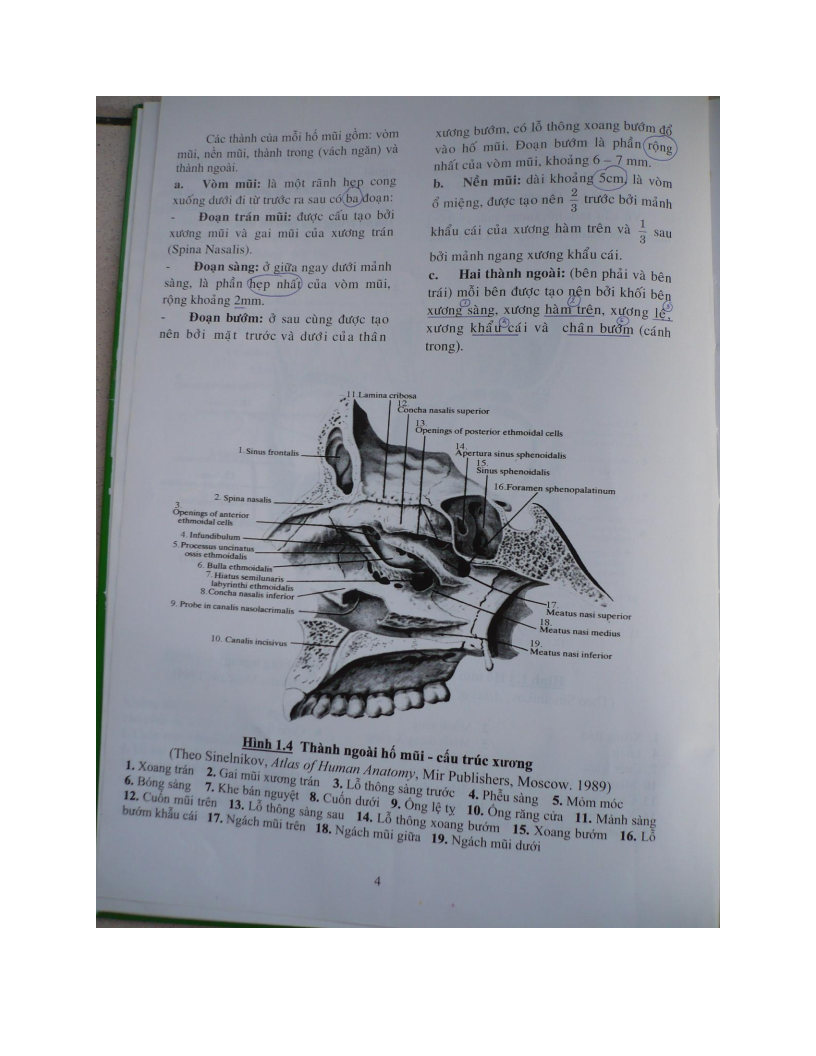 Các thành của mỗi hố mũi gồm: vòm
mũi, nền mũi, thành trong (vách ngăn) và
thành ngoài.
a. Vòm mũi: là một rãnh hẹp cong
xuống dưới đi từ trước ra sau có ba đoạn:
- Đoạn trán mũi: được cấu tạo bởi
xương mũi và gai mũi của xương trán
(Spina Nasalis).
- Đoạn sàng: ở giữa ngay dưới mảnh
sàng, là phần hẹp nhất của vòm mũi,
rộng khoảng 2mm.
- Đoạn bướm: ở sau cùng được tạo
nên bởi mặt trước và dưới của thân
xương bướm, có lỗ thông xoang bướm đổ
vào hố mũi. Đoạn bướm là phần rộng
nhất của vòm mũi, khoảng 6 – 7 mm.
b. Nền mũi: dài khoảng 5cm, là vòm
ổ miệng, được tạo nên 2/3 trước bởi mảnh
khẩu cái của xương hàm trên và 1/3 sau
bởi mảnh ngang xương khẩu cái.
c. Hai thành ngoài: (bên phải và bên
trái) mỗi bên được tạo nên bởi khối bên
xương sàng, xương hàm trên, xương lệ,
xương khẩu cái và chân bướm (cánh
trong).
11.Lamina cribosa
12.
Concha nasalis superior
13.
Openings of posterior ethmoidal cells
14.
Apertura sinus sphenoidalis
15.
Sinus sphenoidalis
16.Foramen sphenopalatinum
1.Sinus frontalis
2. Spina nasalis
3.
Openings of anterior
ethmoidal cells
4. Infundibulum
5.Processus uncinatus
ossis ethmoidalis
6. Bulla ethmoidalis
7.Hiatus semilunaris
labyrinthi ethmoidalis
8.Concha nasalis inferior
9. Probe in canalis nasolacrimalis
10. Canalis incisivus
17.
Meatus nasi superior
18.
Meatus nasi medius
19.
Meatus nasi inferior
Hình 1.4 Thành ngoài hố mũi - cấu trúc xương
(Theo Sinelnikov, Atlas of Human Anatomy, Mir Publishers, Moscow. 1989)
1. Xoang trán 2. Gai mũi xương trán 3. Lỗ thông sàng trước 4. Phễu sàng 5. Mỏm móc
6. Bóng sàng 7. Khe bán nguyệt 8. Cuốn dưới 9. Ống lệ tỵ 10. Ống răng cửa 11. Mảnh sàng
12. Cuốn mũi trên 13. Lỗ thông sàng sau 14. Lỗ thông xoang bướm 15. Xoang bướm 16. Lỗ
bướm khẩu cái 17. Ngách mũi trên 18. Ngách mũi giữa 19. Ngách mũi dưới
4